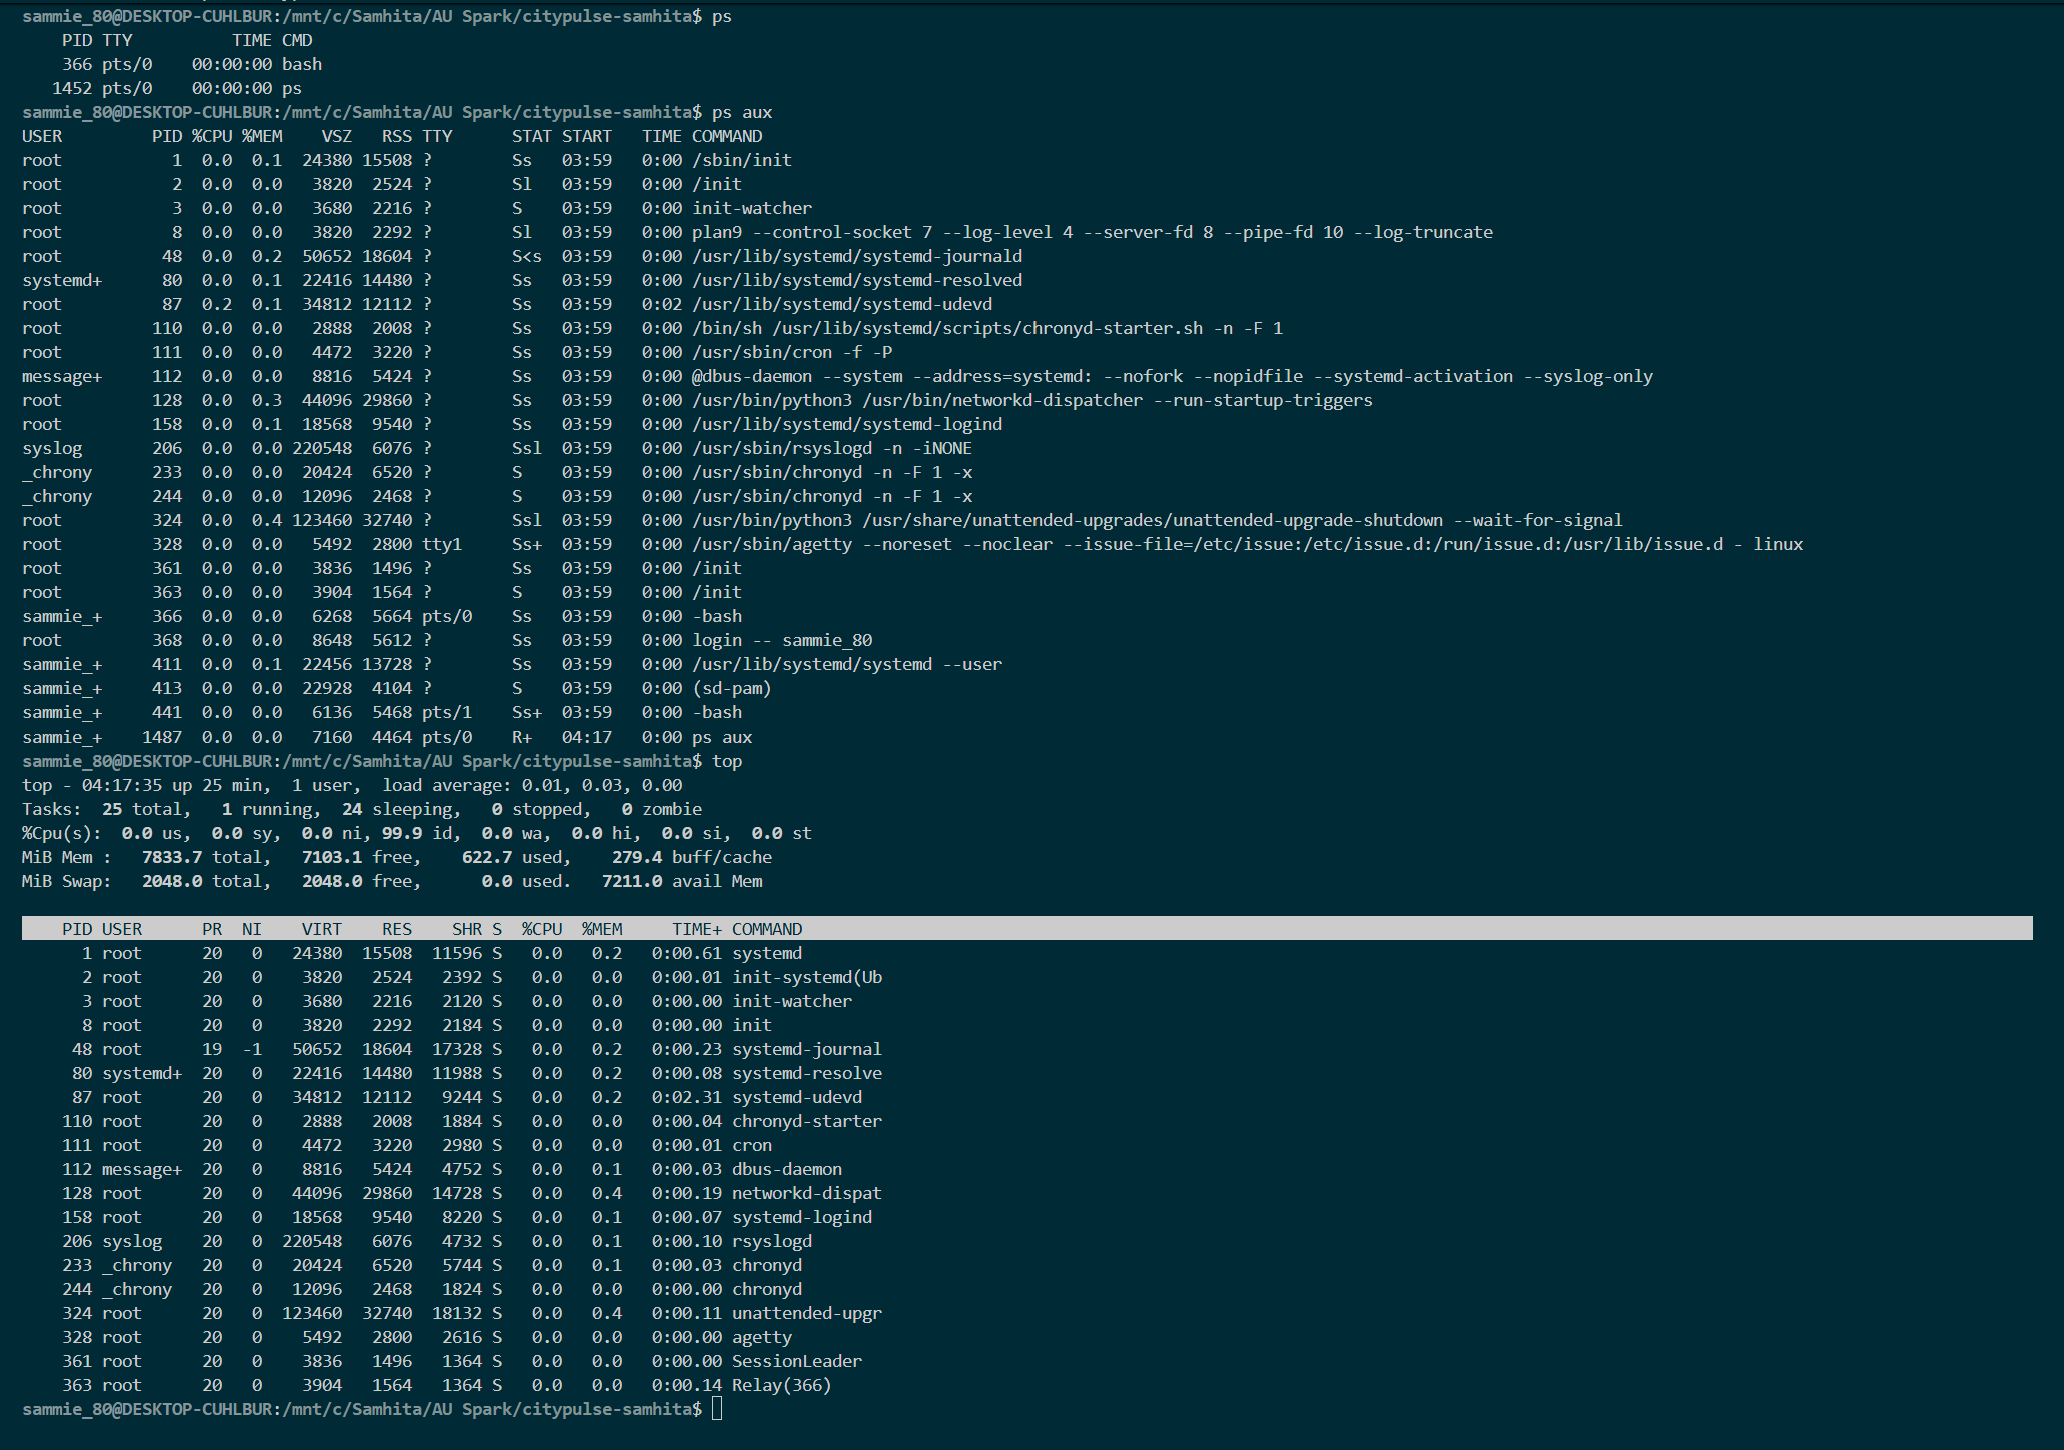 sammie_80@DESKTOP-CUHLBUR:/mnt/c/Samhita/AU Spark/citypulse-samhita$ ps
    PID TTY          TIME CMD
    366 pts/0    00:00:00 bash
   1452 pts/0    00:00:00 ps
sammie_80@DESKTOP-CUHLBUR:/mnt/c/Samhita/AU Spark/citypulse-samhita$ ps aux
USER         PID %CPU %MEM    VSZ   RSS TTY      STAT START   TIME COMMAND
root           1  0.0  0.1  24380 15508 ?        Ss   03:59   0:00 /sbin/init
root           2  0.0  0.0   3820  2524 ?        Sl   03:59   0:00 /init
root           3  0.0  0.0   3680  2216 ?        S    03:59   0:00 init-watcher
root           8  0.0  0.0   3820  2292 ?        Sl   03:59   0:00 plan9 --control-socket 7 --log-level 4 --server-fd 8 --pipe-fd 10 --log-truncate
root          48  0.0  0.2  50652 18604 ?        S<s  03:59   0:00 /usr/lib/systemd/systemd-journald
systemd+      80  0.0  0.1  22416 14480 ?        Ss   03:59   0:00 /usr/lib/systemd/systemd-resolved
root          87  0.2  0.1  34812 12112 ?        Ss   03:59   0:02 /usr/lib/systemd/systemd-udevd
root         110  0.0  0.0   2888  2008 ?        Ss   03:59   0:00 /bin/sh /usr/lib/systemd/scripts/chronyd-starter.sh -n -F 1
root         111  0.0  0.0   4472  3220 ?        Ss   03:59   0:00 /usr/sbin/cron -f -P
message+     112  0.0  0.0   8816  5424 ?        Ss   03:59   0:00 @dbus-daemon --system --address=systemd: --nofork --nopidfile --systemd-activation --syslog-only
root         128  0.0  0.3  44096 29860 ?        Ss   03:59   0:00 /usr/bin/python3 /usr/bin/networkd-dispatcher --run-startup-triggers
root         158  0.0  0.1  18568  9540 ?        Ss   03:59   0:00 /usr/lib/systemd/systemd-logind
syslog       206  0.0  0.0 220548  6076 ?        Ssl  03:59   0:00 /usr/sbin/rsyslogd -n -iNONE
_chrony      233  0.0  0.0  20424  6520 ?        S    03:59   0:00 /usr/sbin/chronyd -n -F 1 -x
_chrony      244  0.0  0.0  12096  2468 ?        S    03:59   0:00 /usr/sbin/chronyd -n -F 1 -x
root         324  0.0  0.4 123460 32740 ?        Ssl  03:59   0:00 /usr/bin/python3 /usr/share/unattended-upgrades/unattended-upgrade-shutdown --wait-for-signal
root         328  0.0  0.0   5492  2800 tty1     Ss+  03:59   0:00 /usr/sbin/agetty --noreset --noclear --issue-file=/etc/issue:/etc/issue.d:/run/issue.d:/usr/lib/issue.d - linux
root         361  0.0  0.0   3836  1496 ?        Ss   03:59   0:00 /init
root         363  0.0  0.0   3904  1564 ?        S    03:59   0:00 /init
sammie_+     366  0.0  0.0   6268  5664 pts/0    Ss   03:59   0:00 -bash
root         368  0.0  0.0   8648  5612 ?        Ss   03:59   0:00 login -- sammie_80
sammie_+     411  0.0  0.1  22456 13728 ?        Ss   03:59   0:00 /usr/lib/systemd/systemd --user
sammie_+     413  0.0  0.0  22928  4104 ?        S    03:59   0:00 (sd-pam)
sammie_+     441  0.0  0.0   6136  5468 pts/1    Ss+  03:59   0:00 -bash
sammie_+    1487  0.0  0.0   7160  4464 pts/0    R+   04:17   0:00 ps aux
sammie_80@DESKTOP-CUHLBUR:/mnt/c/Samhita/AU Spark/citypulse-samhita$ top
top - 04:17:35 up 25 min,  1 user,  load average: 0.01, 0.03, 0.00
Tasks:  25 total,   1 running,  24 sleeping,   0 stopped,   0 zombie
%Cpu(s):  0.0 us,  0.0 sy,  0.0 ni, 99.9 id,  0.0 wa,  0.0 hi,  0.0 si,  0.0 st
MiB Mem :   7833.7 total,   7103.1 free,    622.7 used,    279.4 buff/cache
MiB Swap:   2048.0 total,   2048.0 free,      0.0 used.   7211.0 avail Mem
    PID USER      PR  NI    VIRT    RES    SHR S  %CPU  %MEM     TIME+ COMMAND
      1 root      20   0   24380  15508  11596 S   0.0   0.2   0:00.61 systemd
      2 root      20   0    3820   2524   2392 S   0.0   0.0   0:00.01 init-systemd(Ub
      3 root      20   0    3680   2216   2120 S   0.0   0.0   0:00.00 init-watcher
      8 root      20   0    3820   2292   2184 S   0.0   0.0   0:00.00 init
     48 root      19  -1   50652  18604  17328 S   0.0   0.2   0:00.23 systemd-journal
     80 systemd+  20   0   22416  14480  11988 S   0.0   0.2   0:00.08 systemd-resolve
     87 root      20   0   34812  12112   9244 S   0.0   0.2   0:02.31 systemd-udevd
    110 root      20   0    2888   2008   1884 S   0.0   0.0   0:00.04 chronyd-starter
    111 root      20   0    4472   3220   2980 S   0.0   0.0   0:00.01 cron
    112 message+  20   0    8816   5424   4752 S   0.0   0.1   0:00.03 dbus-daemon
    128 root      20   0   44096  29860  14728 S   0.0   0.4   0:00.19 networkd-dispat
    158 root      20   0   18568   9540   8220 S   0.0   0.1   0:00.07 systemd-logind
    206 syslog    20   0  220548   6076   4732 S   0.0   0.1   0:00.10 rsyslogd
    233 _chrony   20   0   20424   6520   5744 S   0.0   0.1   0:00.03 chronyd
    244 _chrony   20   0   12096   2468   1824 S   0.0   0.0   0:00.00 chronyd
    324 root      20   0  123460  32740  18132 S   0.0   0.4   0:00.11 unattended-upgr
    328 root      20   0    5492   2800   2616 S   0.0   0.0   0:00.00 agetty
    361 root      20   0    3836   1496   1364 S   0.0   0.0   0:00.00 SessionLeader
    363 root      20   0    3904   1564   1364 S   0.0   0.0   0:00.14 Relay(366)
sammie_80@DESKTOP-CUHLBUR:/mnt/c/Samhita/AU Spark/citypulse-samhita$